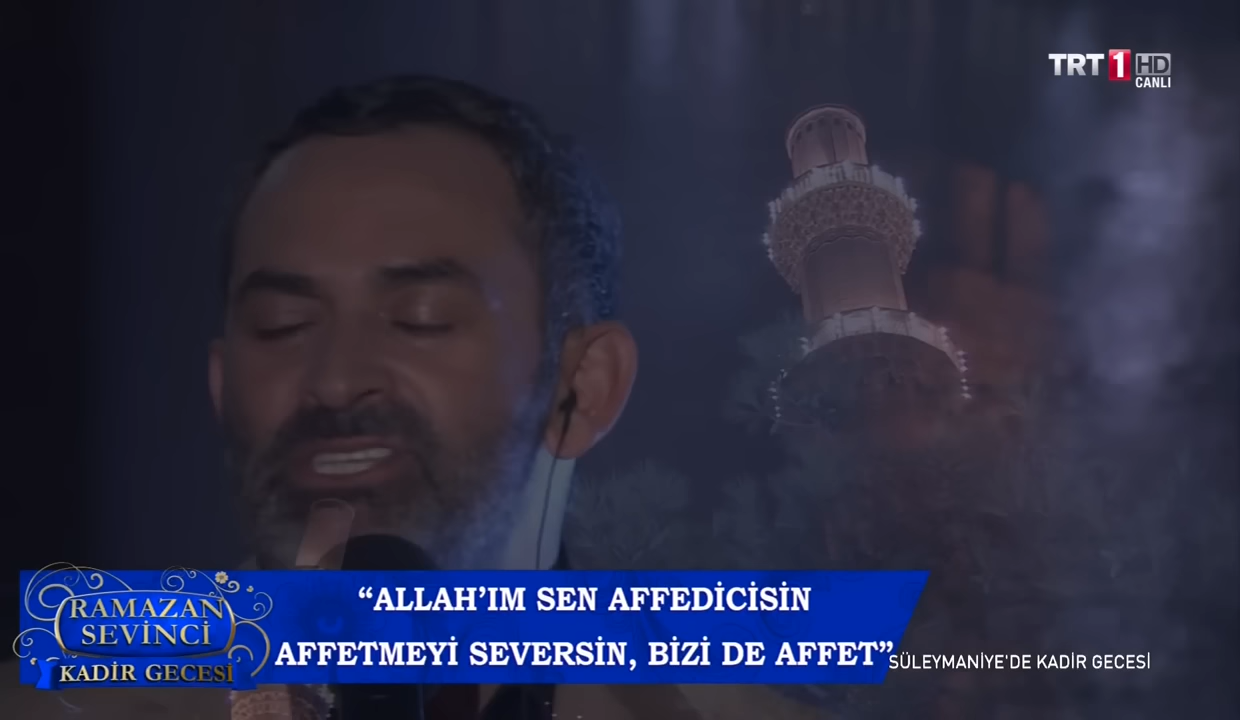 TRT 1 HD
CANLI
“ALLAH’IM SEN AFFEDİCİSİN
AFFETMEYİ SEVERSİN, BİZİ DE AFFET”
RAMAZAN
SEVİNCİ
KADİR GECESİ
SÜLEYMANİYE'DE KADİR GECESİ